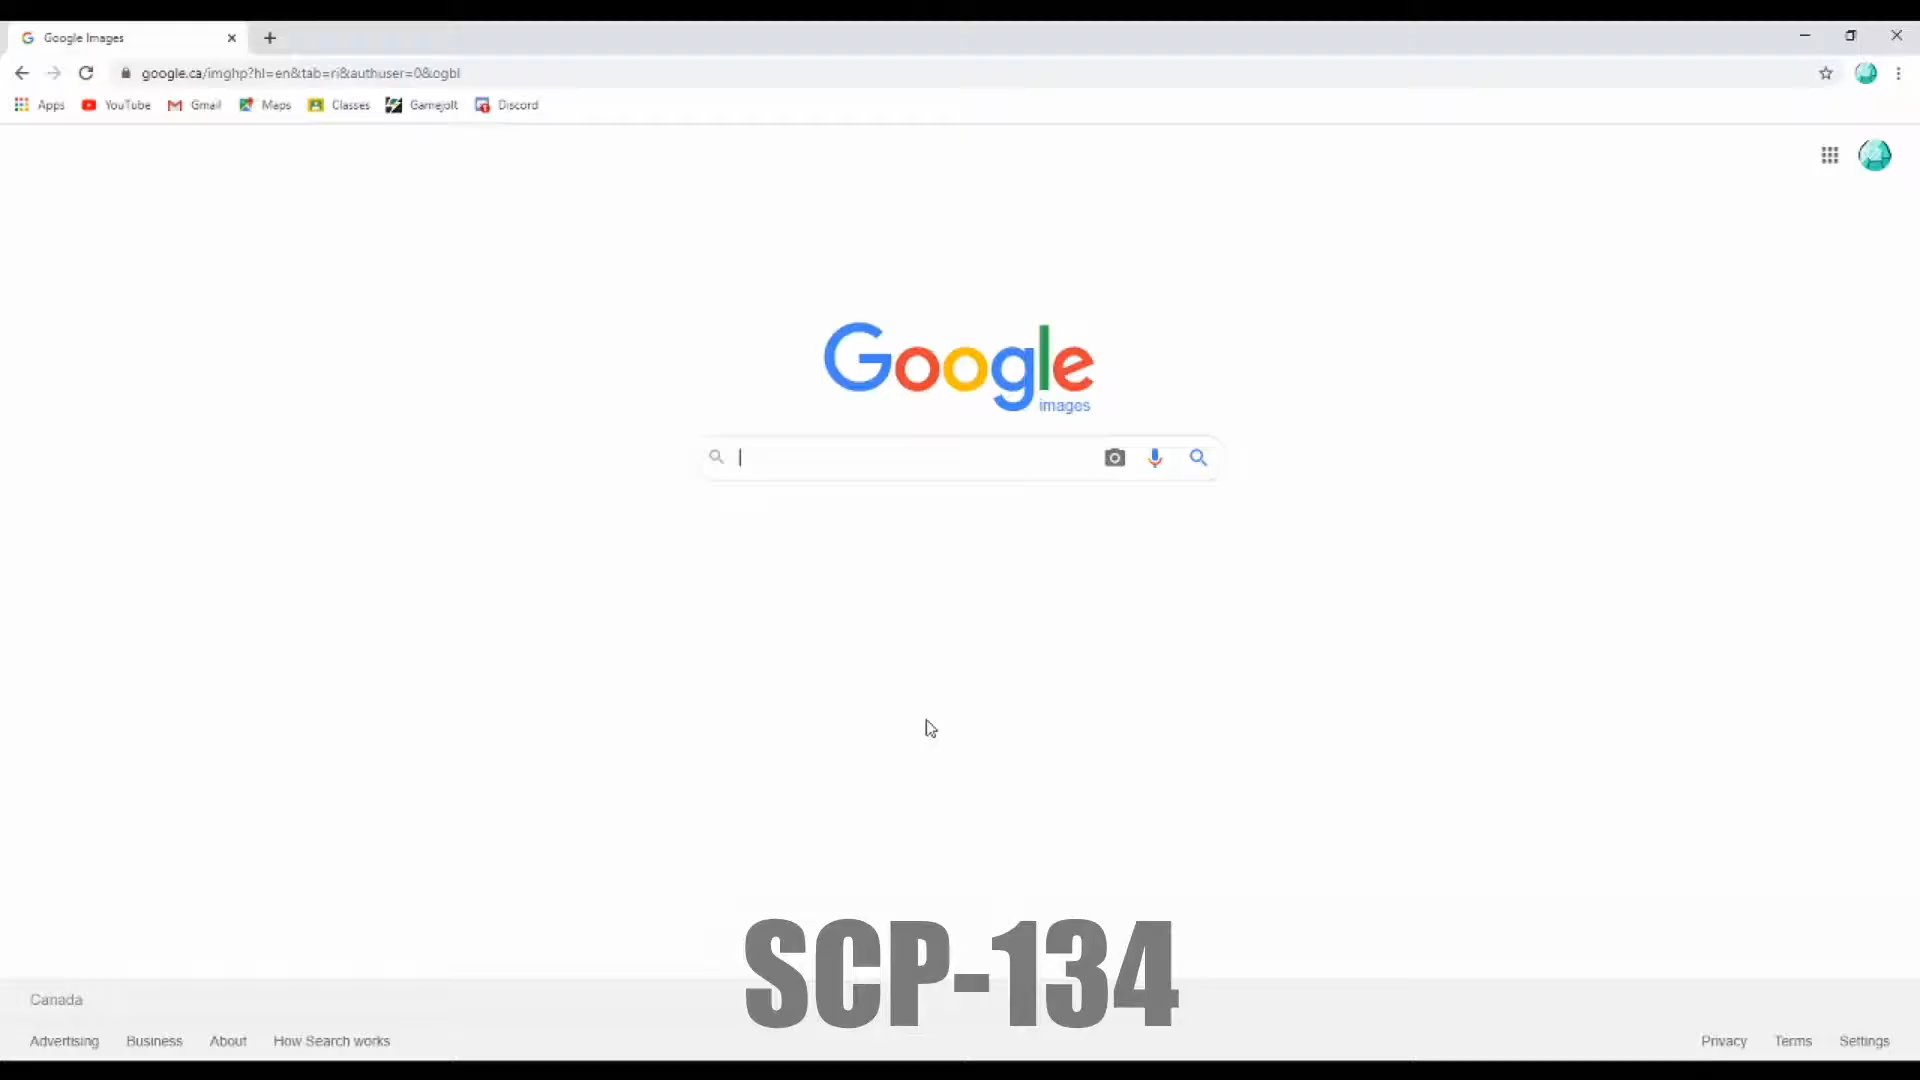 Google Images
google.ca/imghp?hl=en&tab=ri&authuser=0&ogbl
Apps YouTube Gmail Maps Classes Gamejolt Discord
Google
images
SCP-134
Canada
Advertising Business About How Search works Privacy Terms Settings